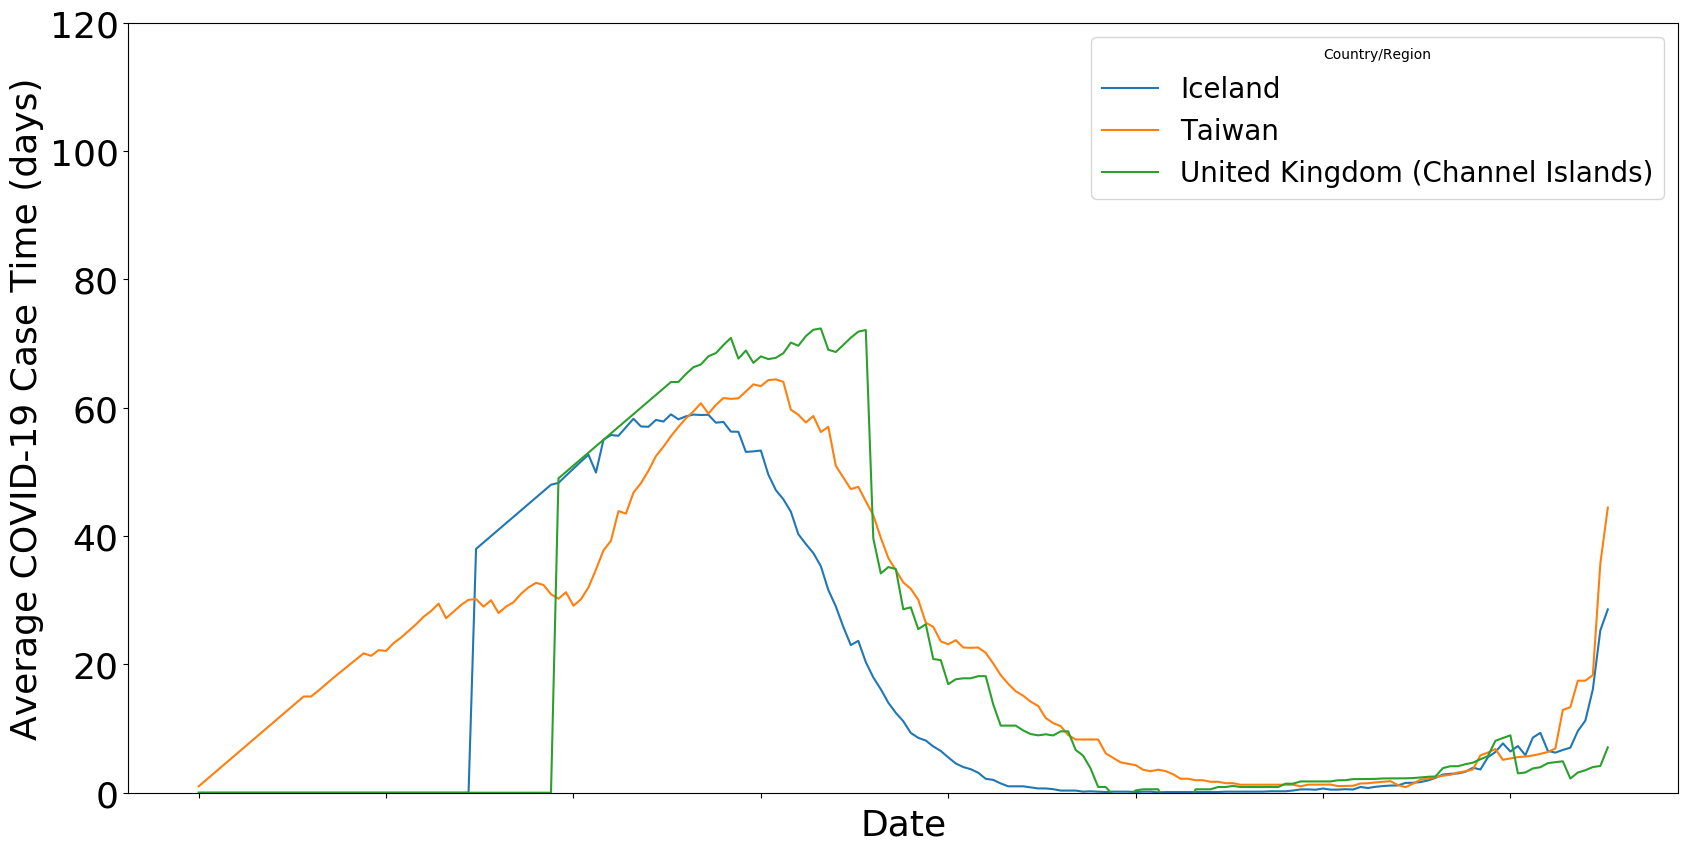 120
100
80
60
40
20
0
Average COVID-19 Case Time (days)
Date
Country/Region
Iceland
Taiwan
United Kingdom (Channel Islands)